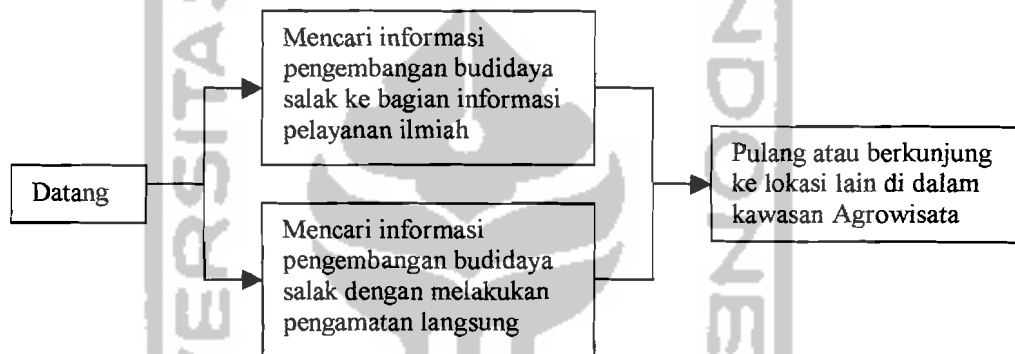 Datang
Mencari informasi
pengembangan budidaya
salak ke bagian informasi
pelayanan ilmiah
Mencari informasi
pengembangan budidaya
salak dengan melakukan
pengamatan langsung
Pulang atau berkunjung
ke lokasi lain di dalam
kawasan Agrowisata